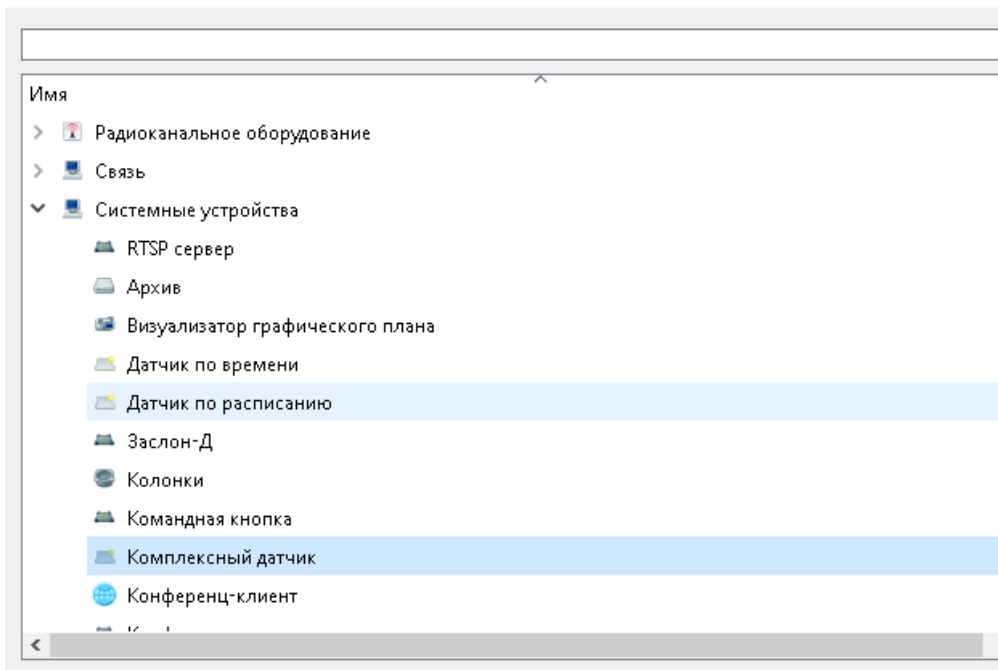 Имя
Радиоканальное оборудование
Связь
Системные устройства
RTSP сервер
Архив
Визуализатор графического плана
Датчик по времени
Датчик по расписанию
Заслон-Д
Колонки
Командная кнопка
Комплексный датчик
Конференц-клиент